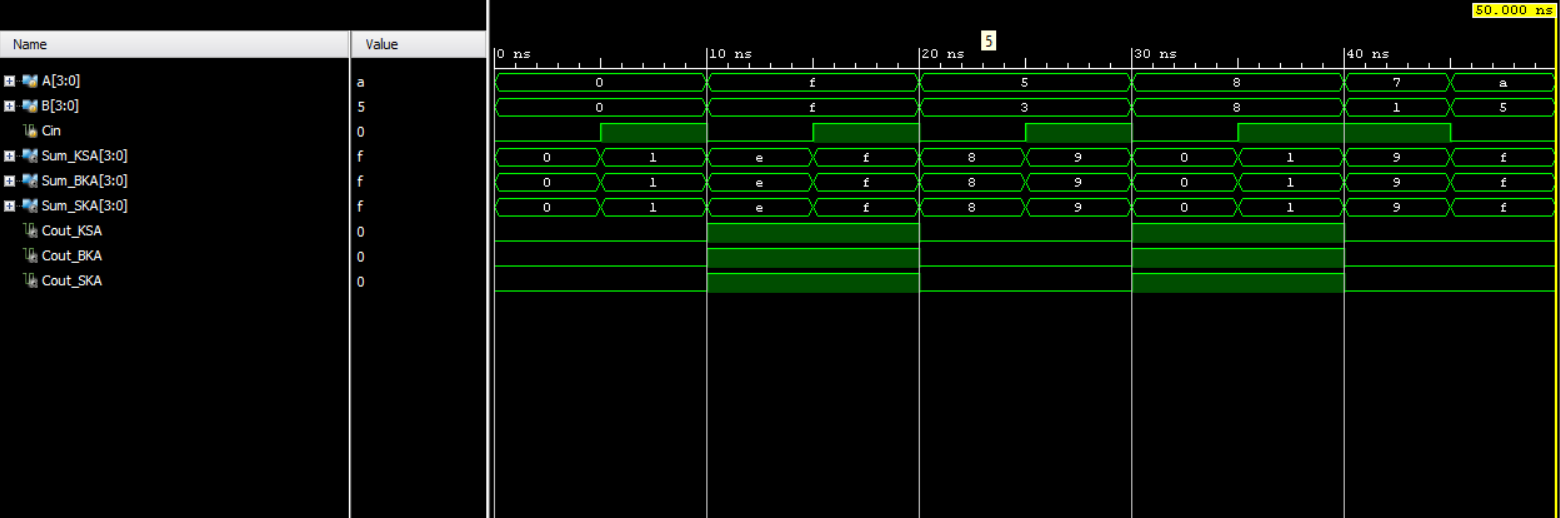 50.000 ns
Name Value
5
0 ns 10 ns 20 ns 30 ns 40 ns
A[3:0] a 0 f 5 8 7 a
B[3:0] 5 0 f 3 8 1 5
Cin 0
Sum_KSA[3:0] f 0 1 e f 8 9 0 1 9 f
Sum_BKA[3:0] f 0 1 e f 8 9 0 1 9 f
Sum_SKA[3:0] f 0 1 e f 8 9 0 1 9 f
Cout_KSA 0
Cout_BKA 0
Cout_SKA 0